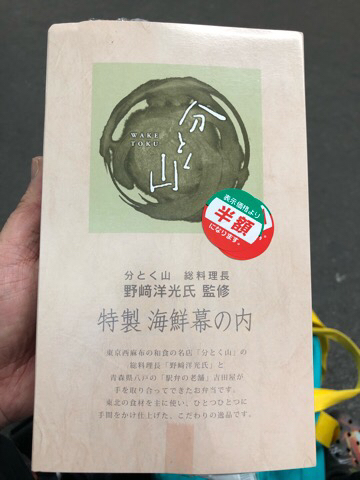 分とく山
WAKE
TOKU
表示価格より
半額
になります。
分とく山 総料理長
野﨑洋光氏 監修
特製 海鮮幕の内
東京西麻布の和食の名店「分とく山」の
総料理長「野﨑洋光氏」と
青森県八戸の「駅弁の老舗」吉田屋が
手を取り合ってできたお弁当です。
東北の食材を主に使い、ひとつひとつに
手間をかけ仕上げた、こだわりの逸品です。